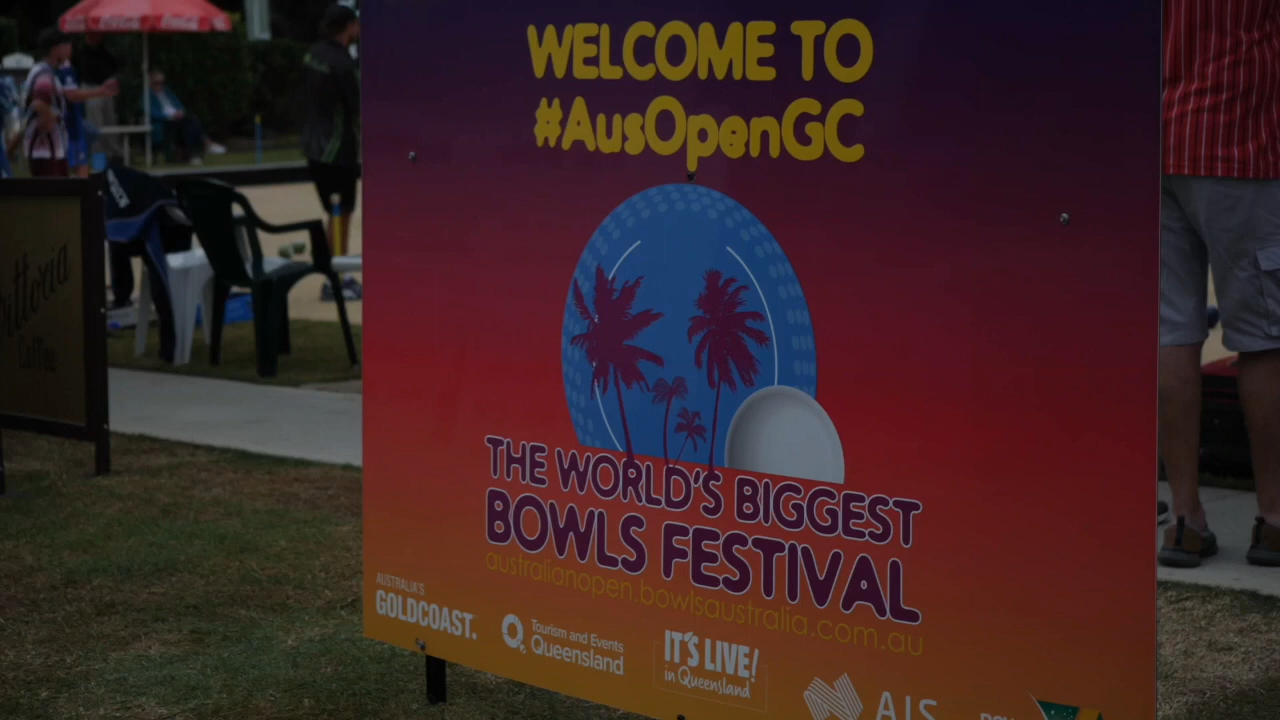 WELCOME TO
#AusOpenGC
THE WORLD'S BIGGEST
BOWLS FESTIVAL
australianopen.bowlsaustralia.com.au
AUSTRALIA'S
GOLDCOAST.
Tourism and Events
Queensland
IT'S LIVE!
in Queensland
AIS